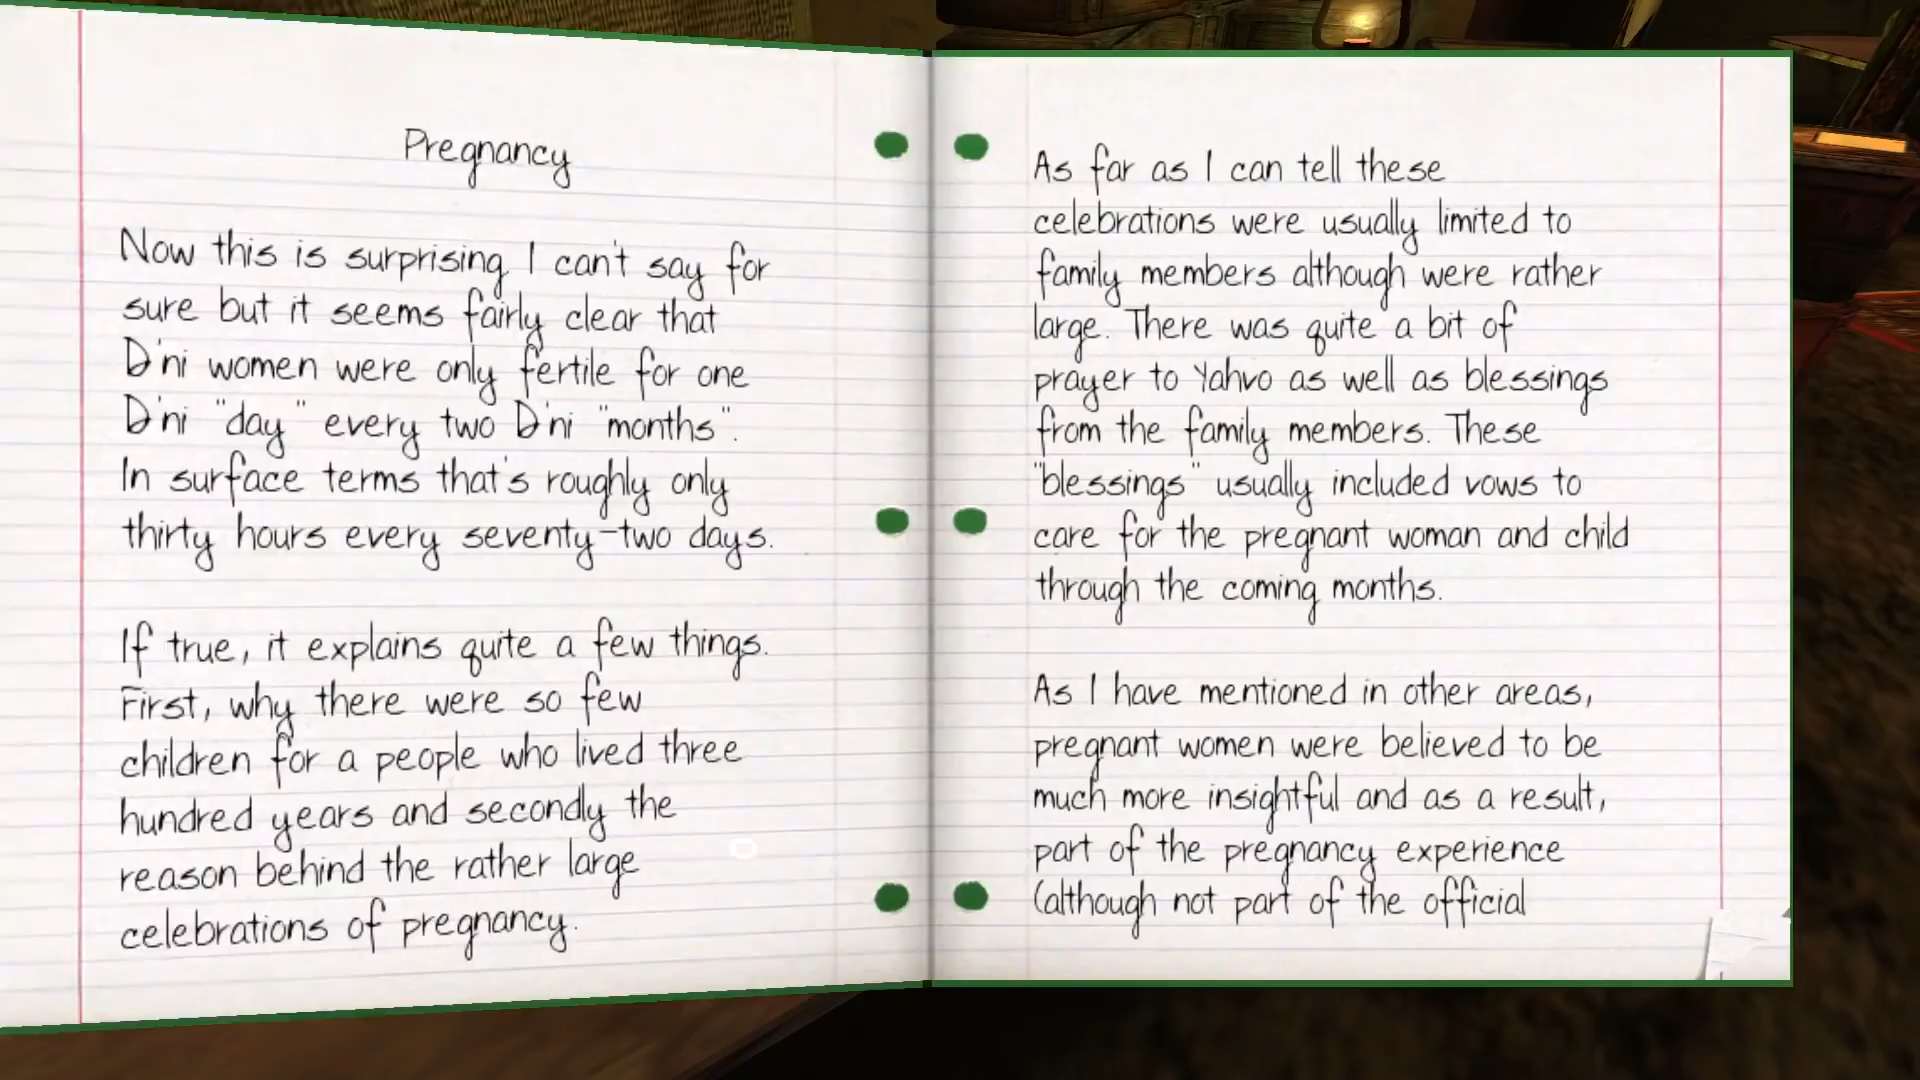 Pregnancy
Now this is surprising. I can't say for
sure but it seems fairly clear that
D'ni women were only fertile for one
D'ni "day" every two D'ni "months".
In surface terms that's roughly only
thirty hours every seventy-two days.
If true, it explains quite a few things.
First, why there were so few
children for a people who lived three
hundred years and secondly the
reason behind the rather large
celebrations of pregnancy.
As far as I can tell these
celebrations were usually limited to
family members although were rather
large. There was quite a bit of
prayer to Yahvo as well as blessings
from the family members. These
"blessings" usually included vows to
care for the pregnant woman and child
through the coming months.
As I have mentioned in other areas,
pregnant women were believed to be
much more insightful and as a result,
part of the pregnancy experience
(although not part of the official